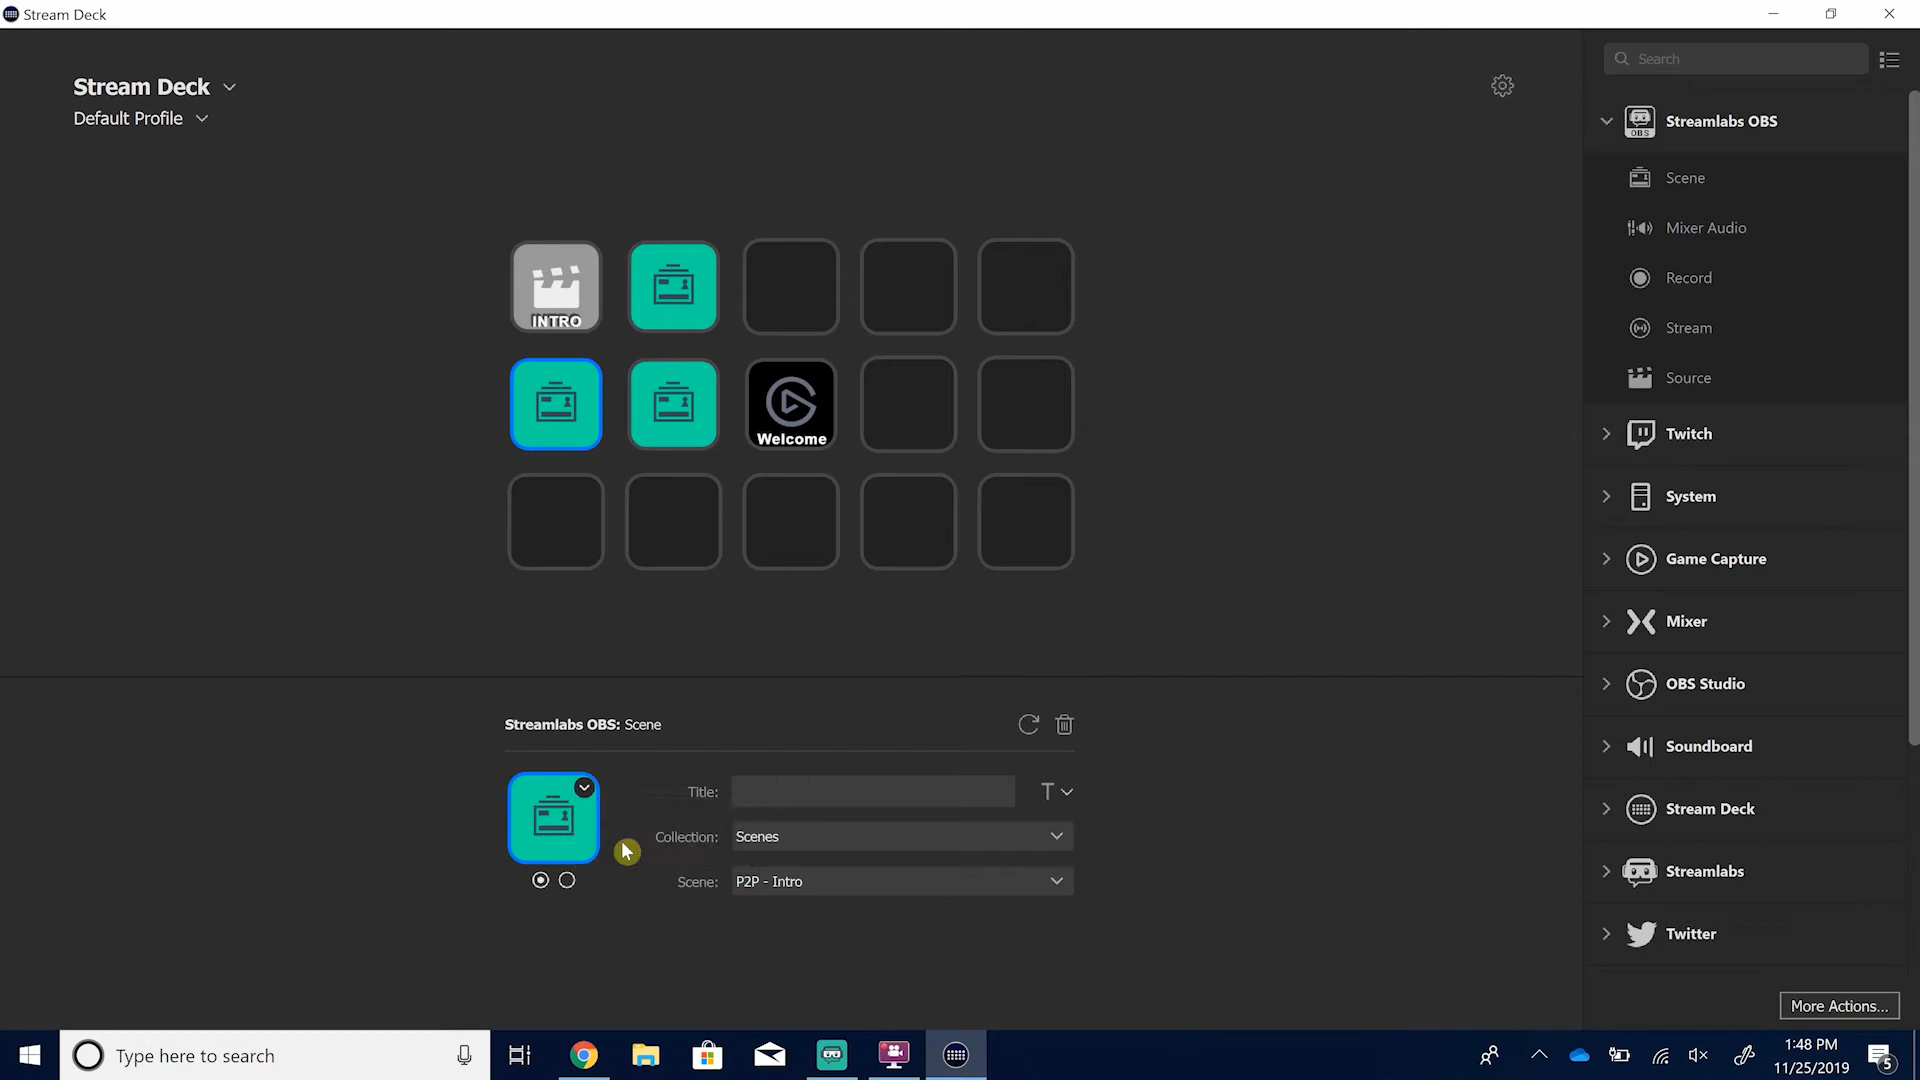 Stream Deck
Stream Deck
Default Profile
Search
Streamlabs OBS
OBS
Scene
Mixer Audio
Record
Stream
Source
Twitch
System
Game Capture
Mixer
OBS Studio
Soundboard
Stream Deck
Streamlabs
Twitter
More Actions...
INTRO
Welcome
Streamlabs OBS: Scene
Title:
T
Collection: Scenes
Scene: P2P - Intro
Type here to search
1:48 PM
11/25/2019
5